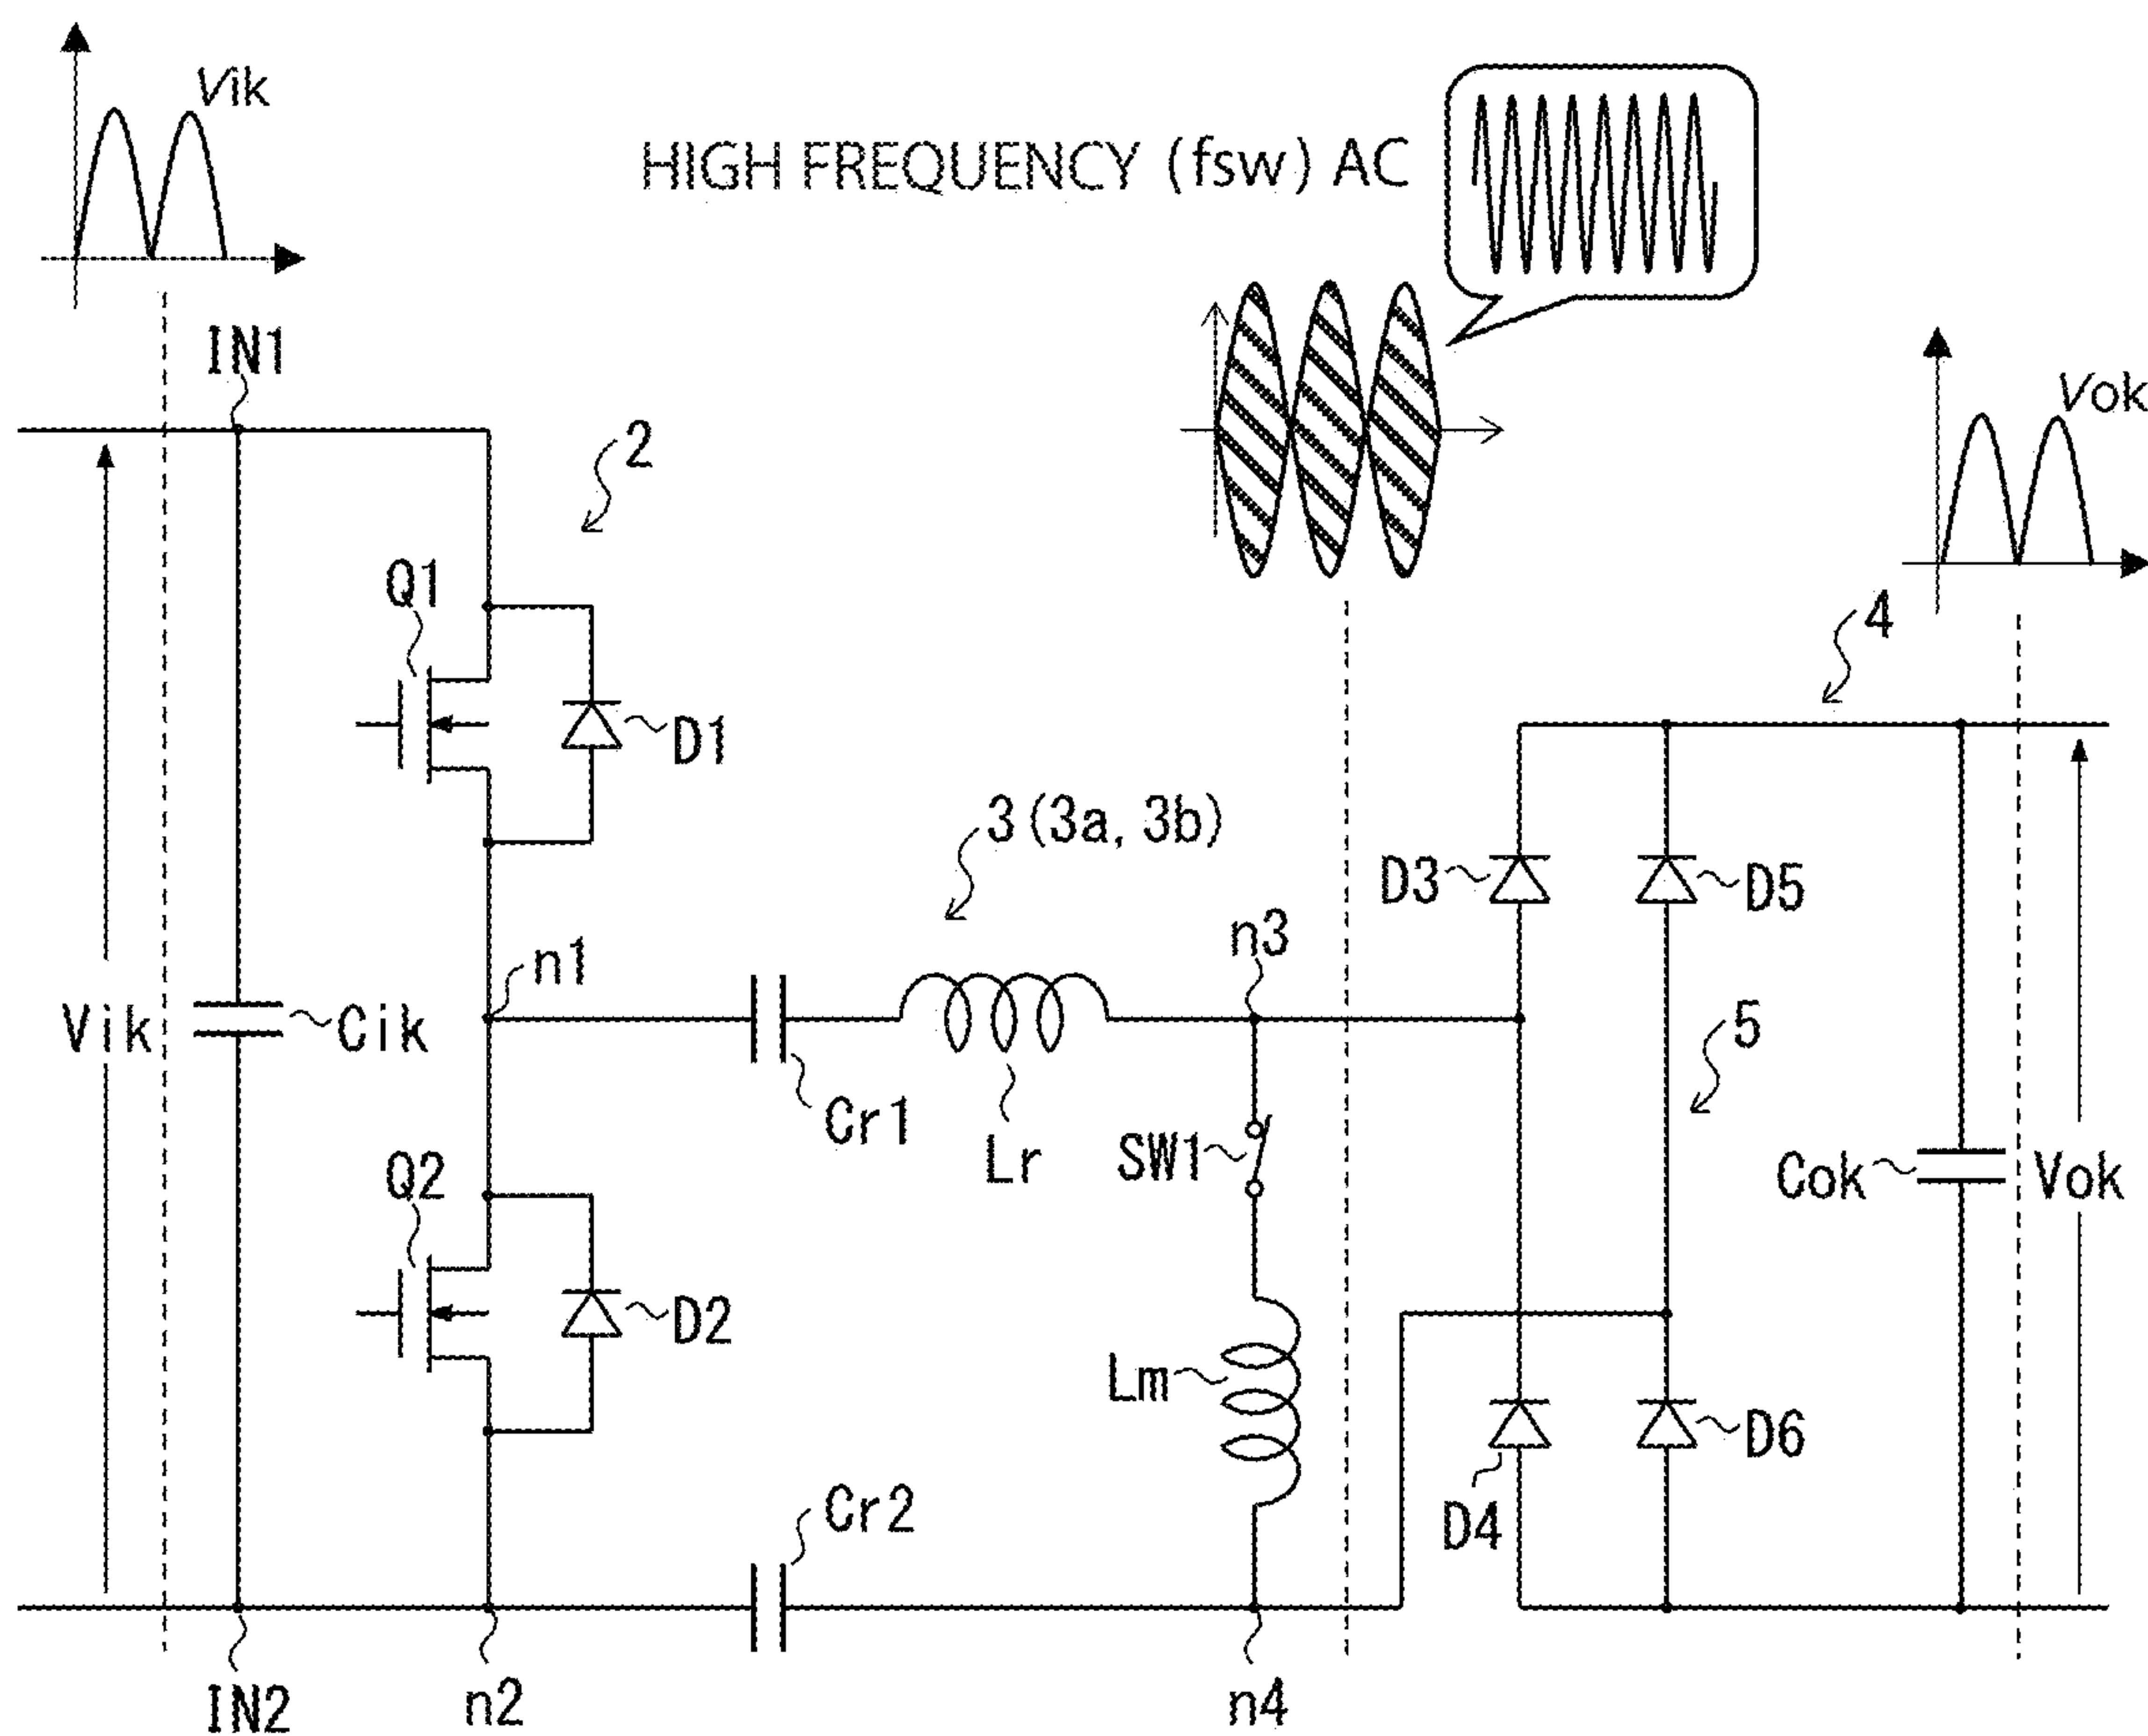 Vik
HIGH FREQUENCY (fsw) AC
IN1
2
Vok
Q1
4
D1
3(3a, 3b)
D3
D5
n1
n3
Vik
Cik
5
Cr1
Lr
SW1
Q2
Cok
Vok
D2
Lm
D6
Cr2
D4
IN2
n2
n4